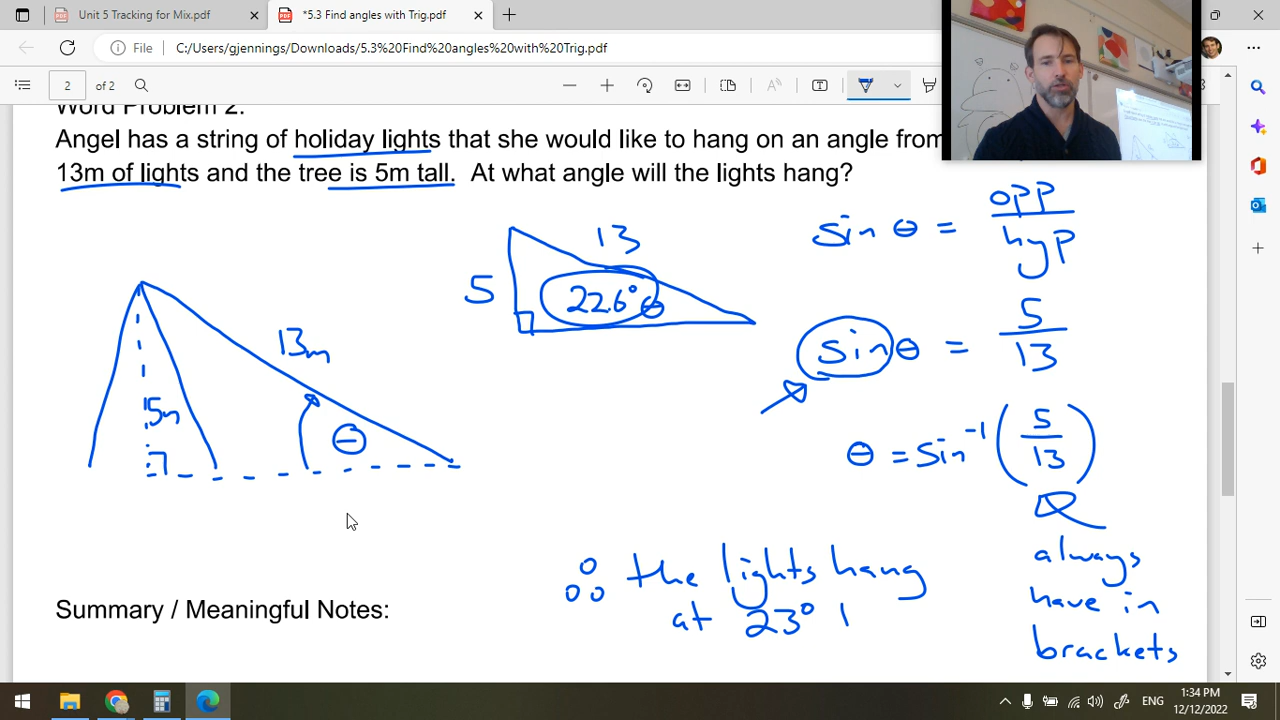 Unit 5 Tracking for Mix.pdf
*5.3 Find angles with Trig.pdf
File
C:/Users/gjennings/Downloads/5.3%20Find%20angles%20with%20Trig.pdf
2
of 2
Word Problem 2:
Angel has a string of holiday lights that she would like to hang on an angle from
13m of lights and the tree is 5m tall. At what angle will the lights hang?
sin θ = opp
hyp
13
5
22.6° θ
sin θ = 5
13
13m
5m
θ
θ = sin⁻¹ (5
13)
always
have in
brackets
∴ the lights hang
at 23°
Summary / Meaningful Notes:
ENG
1:34 PM
12/12/2022